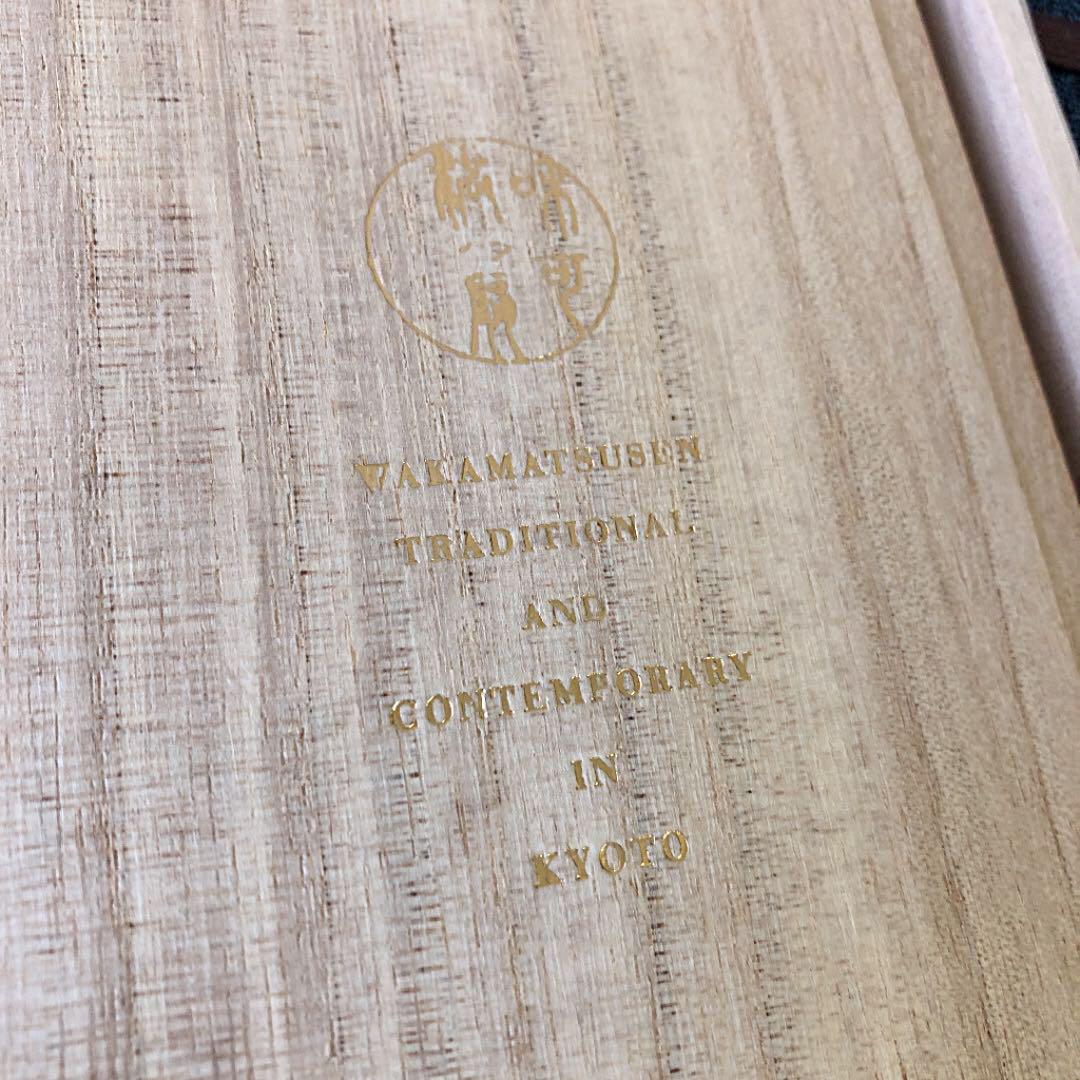 WAKAMATSUSEN
TRADITIONAL
AND
CONTEMPORARY
IN
KYOTO